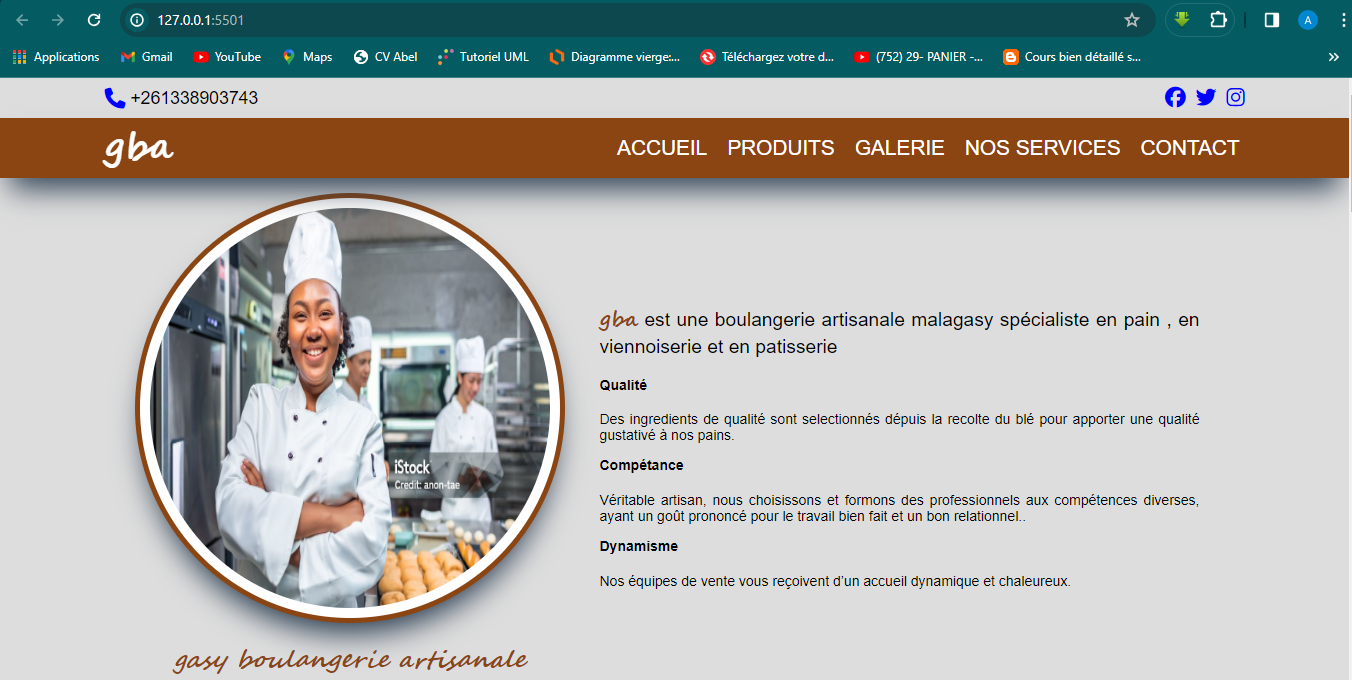 127.0.0.1:5501
A
Applications Gmail YouTube Maps CV Abel Tutoriel UML Diagramme vierge:... Téléchargez votre d... (752) 29- PANIER -... Cours bien détaillé s... »
+261338903743
gba ACCUEIL PRODUITS GALERIE NOS SERVICES CONTACT
iStock
Credit: anon-tae
gba est une boulangerie artisanale malagasy spécialiste en pain , en
viennoiserie et en patisserie
Qualité
Des ingredients de qualité sont selectionnés dépuis la recolte du blé pour apporter une qualité
gustativé à nos pains.
Compétance
Véritable artisan, nous choisissons et formons des professionnels aux compétences diverses,
ayant un goût prononcé pour le travail bien fait et un bon relationnel..
Dynamisme
Nos équipes de vente vous reçoivent d’un accueil dynamique et chaleureux.
gasy boulangerie artisanale